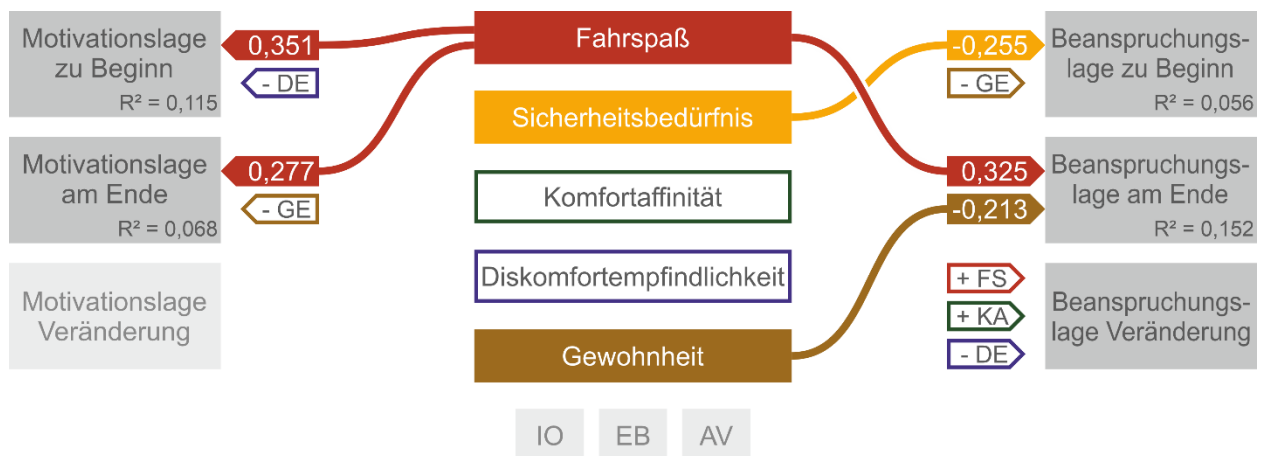 Motivationslage
zu Beginn
R² = 0,115
0,351
- DE
Motivationslage
am Ende
R² = 0,068
0,277
- GE
Motivationslage
Veränderung
Fahrspaß
Sicherheitsbedürfnis
Komfortaffinität
Diskomfortempfindlichkeit
Gewohnheit
IO EB AV
-0,255
- GE
Beanspruchungs-
lage zu Beginn
R² = 0,056
0,325
-0,213
Beanspruchungs-
lage am Ende
R² = 0,152
+ FS
+ KA
- DE
Beanspruchungs-
lage Veränderung